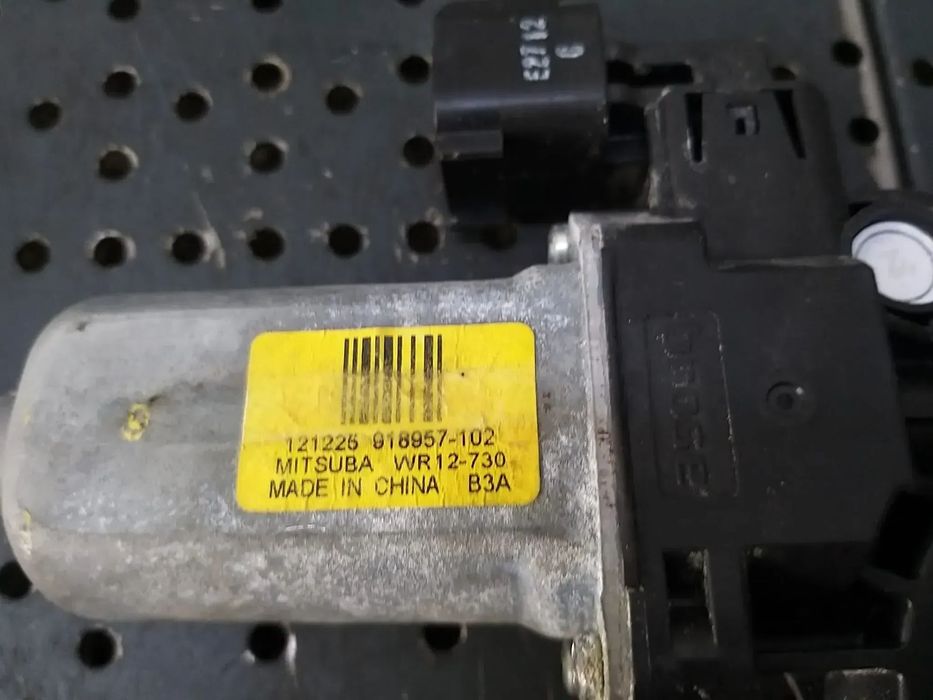 121226 918957-102
MITSUBA WR12-730
MADE IN CHINA B3A